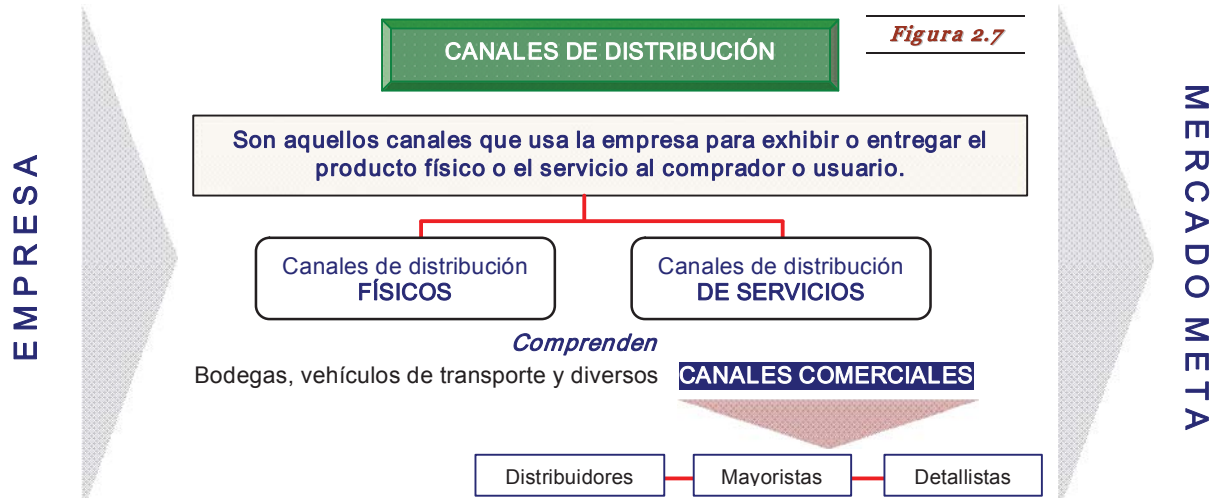 Figura 2.7
CANALES DE DISTRIBUCIÓN
EMPRESA
Son aquellos canales que usa la empresa para exhibir o entregar el
producto físico o el servicio al comprador o usuario.
Canales de distribución
FÍSICOS
Canales de distribución
DE SERVICIOS
Comprenden
Bodegas, vehículos de transporte y diversos CANALES COMERCIALES
Distribuidores
Mayoristas
Detallistas
MERCADO META